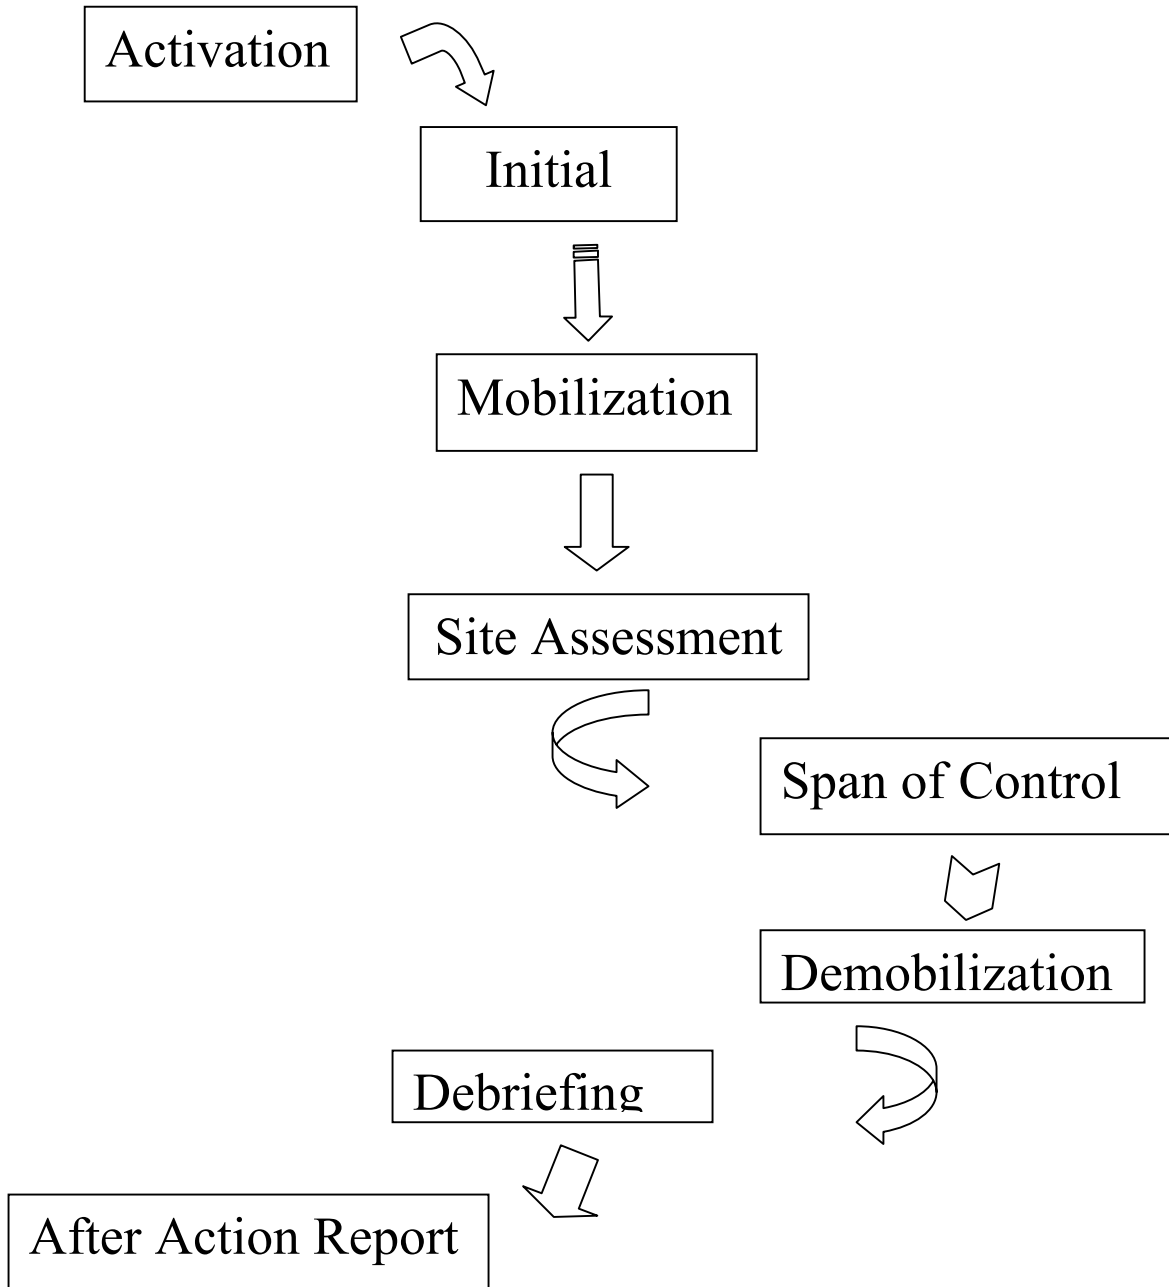 Activation
Initial
Mobilization
Site Assessment
Span of Control
Demobilization
Debriefing
After Action Report